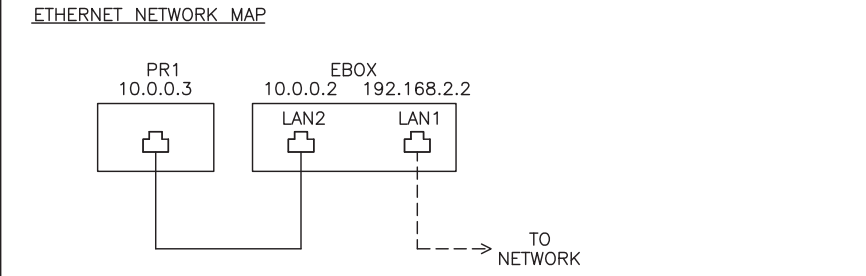 ETHERNET NETWORK MAP
PR1
10.0.0.3
EBOX
10.0.0.2 192.168.2.2
LAN2 LAN1
TO
NETWORK